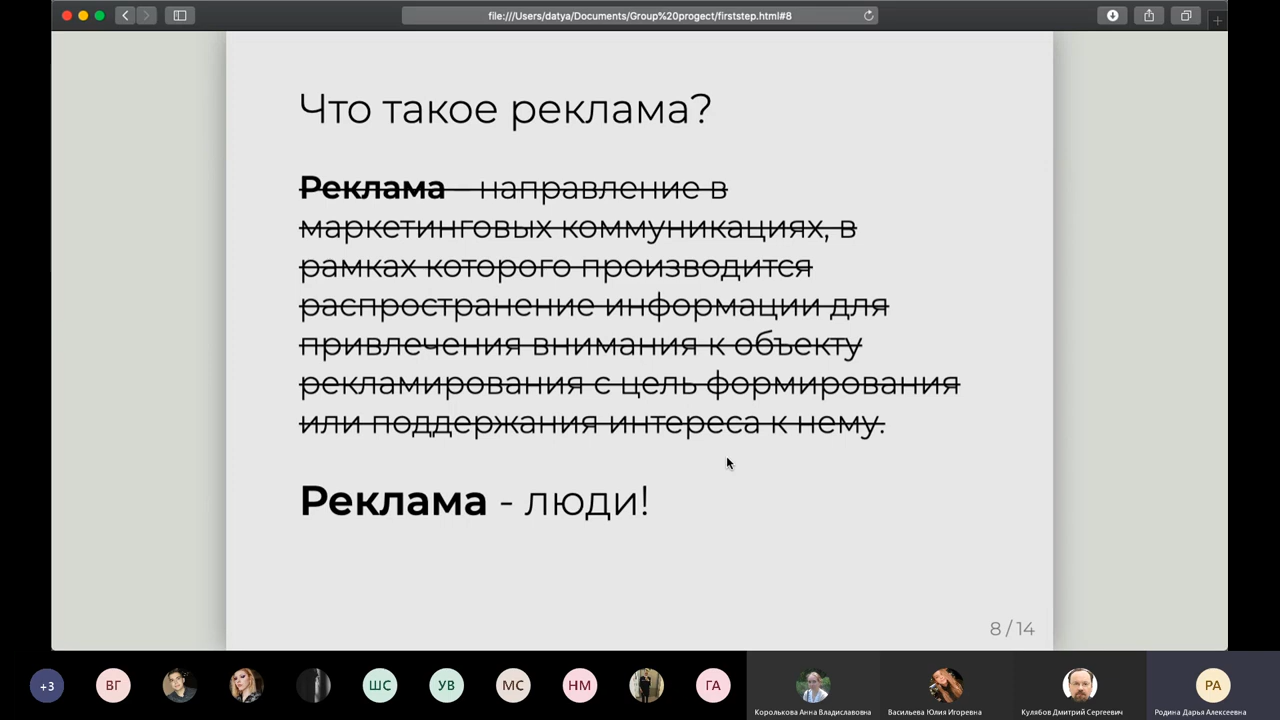 file:///Users/datya/Documents/Group%20progect/firststep.html#8
Что такое реклама?
Реклама – направление в
маркетинговых коммуникациях, в
рамках которого производится
распространение информации для
привлечения внимания к объекту
рекламирования с цель формирования
или поддержания интереса к нему.
Реклама - люди!
8 / 14
+3
ВГ
ШС
УВ
МС
НМ
ГА
РА
Королькова Анна Владиславовна
Васильева Юлия Игоревна
Кулябов Дмитрий Сергеевич
Родина Дарья Алексеевна